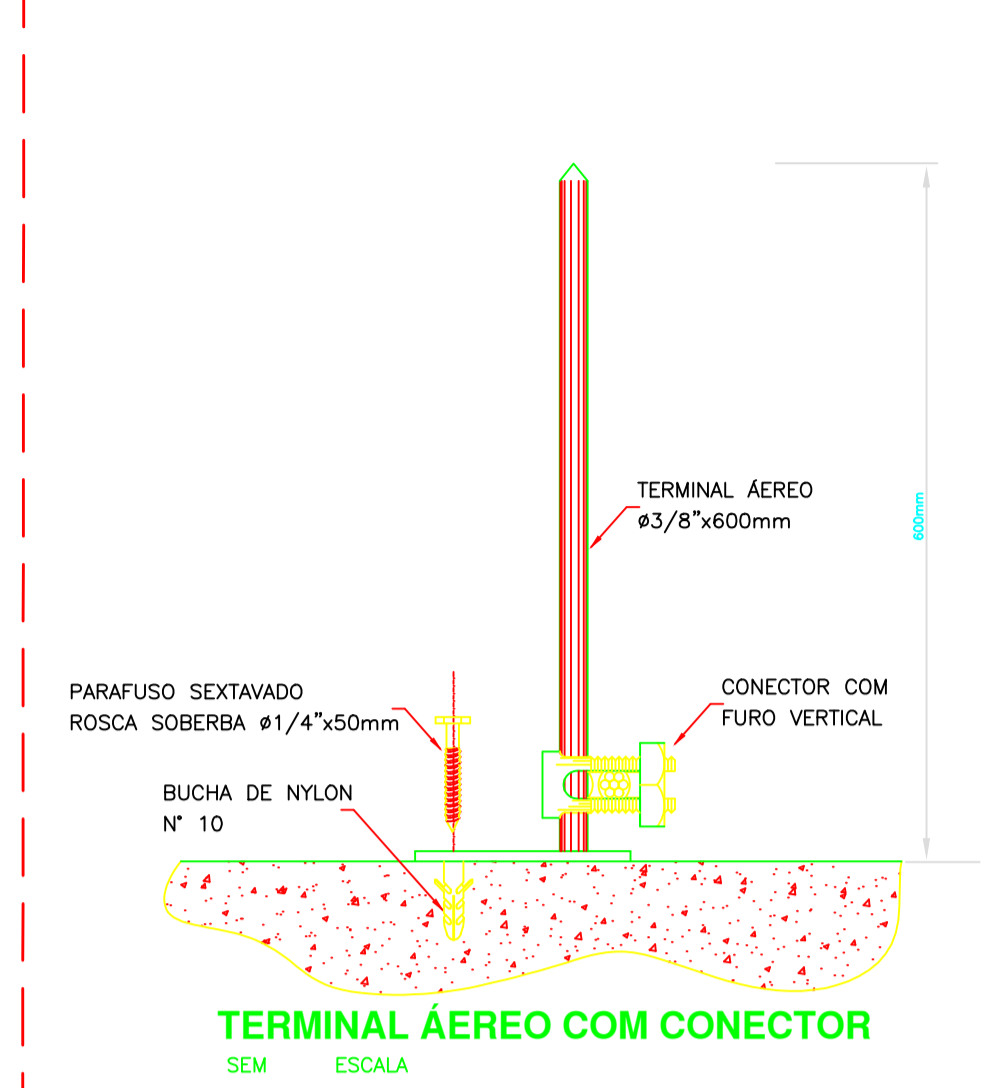 TERMINAL ÁEREO
ø3/8”x600mm
600mm
PARAFUSO SEXTAVADO
ROSCA SOBERBA ø1/4”x50mm
CONECTOR COM
FURO VERTICAL
BUCHA DE NYLON
N° 10
TERMINAL ÁEREO COM CONECTOR
SEM ESCALA